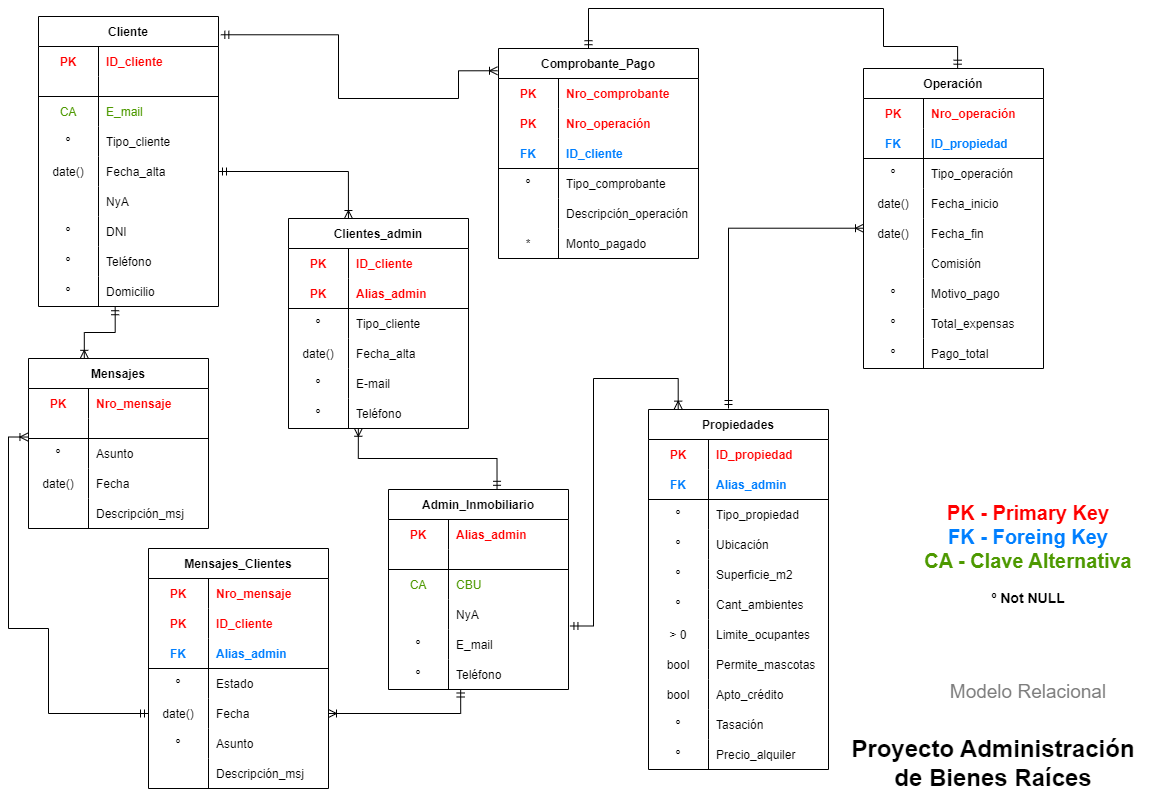 Cliente
PK ID_cliente
CA E_mail
° Tipo_cliente
date() Fecha_alta
NyA
° DNI
° Teléfono
° Domicilio
Comprobante_Pago
PK Nro_comprobante
PK Nro_operación
FK ID_cliente
° Tipo_comprobante
Descripción_operación
* Monto_pagado
Operación
PK Nro_operación
FK ID_propiedad
° Tipo_operación
date() Fecha_inicio
date() Fecha_fin
Comisión
° Motivo_pago
° Total_expensas
° Pago_total
Clientes_admin
PK ID_cliente
PK Alias_admin
° Tipo_cliente
date() Fecha_alta
° E-mail
° Teléfono
Mensajes
PK Nro_mensaje
° Asunto
date() Fecha
Descripción_msj
Admin_Inmobiliario
PK Alias_admin
CA CBU
NyA
° E_mail
° Teléfono
Propiedades
PK ID_propiedad
FK Alias_admin
° Tipo_propiedad
° Ubicación
° Superficie_m2
° Cant_ambientes
> 0 Limite_ocupantes
bool Permite_mascotas
bool Apto_crédito
° Tasación
° Precio_alquiler
Mensajes_Clientes
PK Nro_mensaje
PK ID_cliente
FK Alias_admin
° Estado
date() Fecha
° Asunto
Descripción_msj
PK - Primary Key
FK - Foreing Key
CA - Clave Alternativa
° Not NULL
Modelo Relacional
Proyecto Administración
de Bienes Raíces